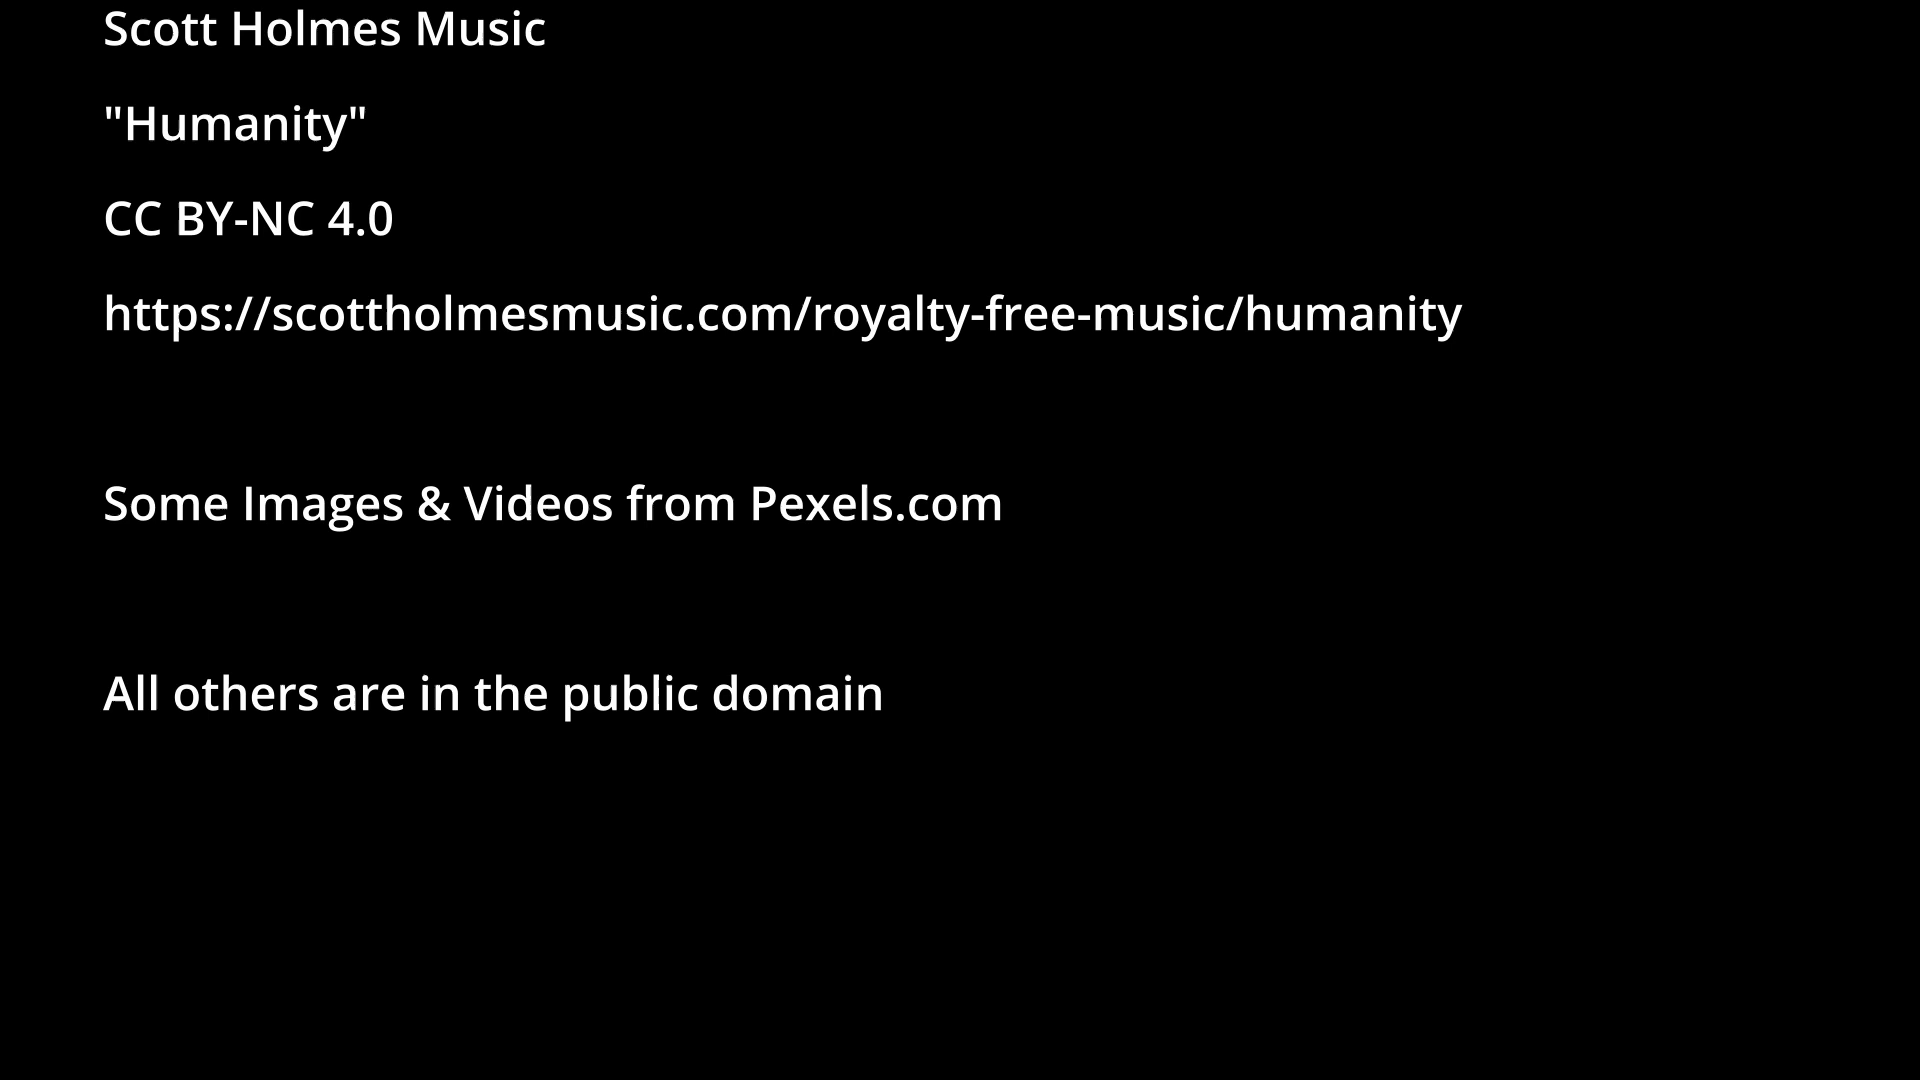 Scott Holmes Music
"Humanity"
CC BY-NC 4.0
https://scottholmesmusic.com/royalty-free-music/humanity
Some Images & Videos from Pexels.com
All others are in the public domain